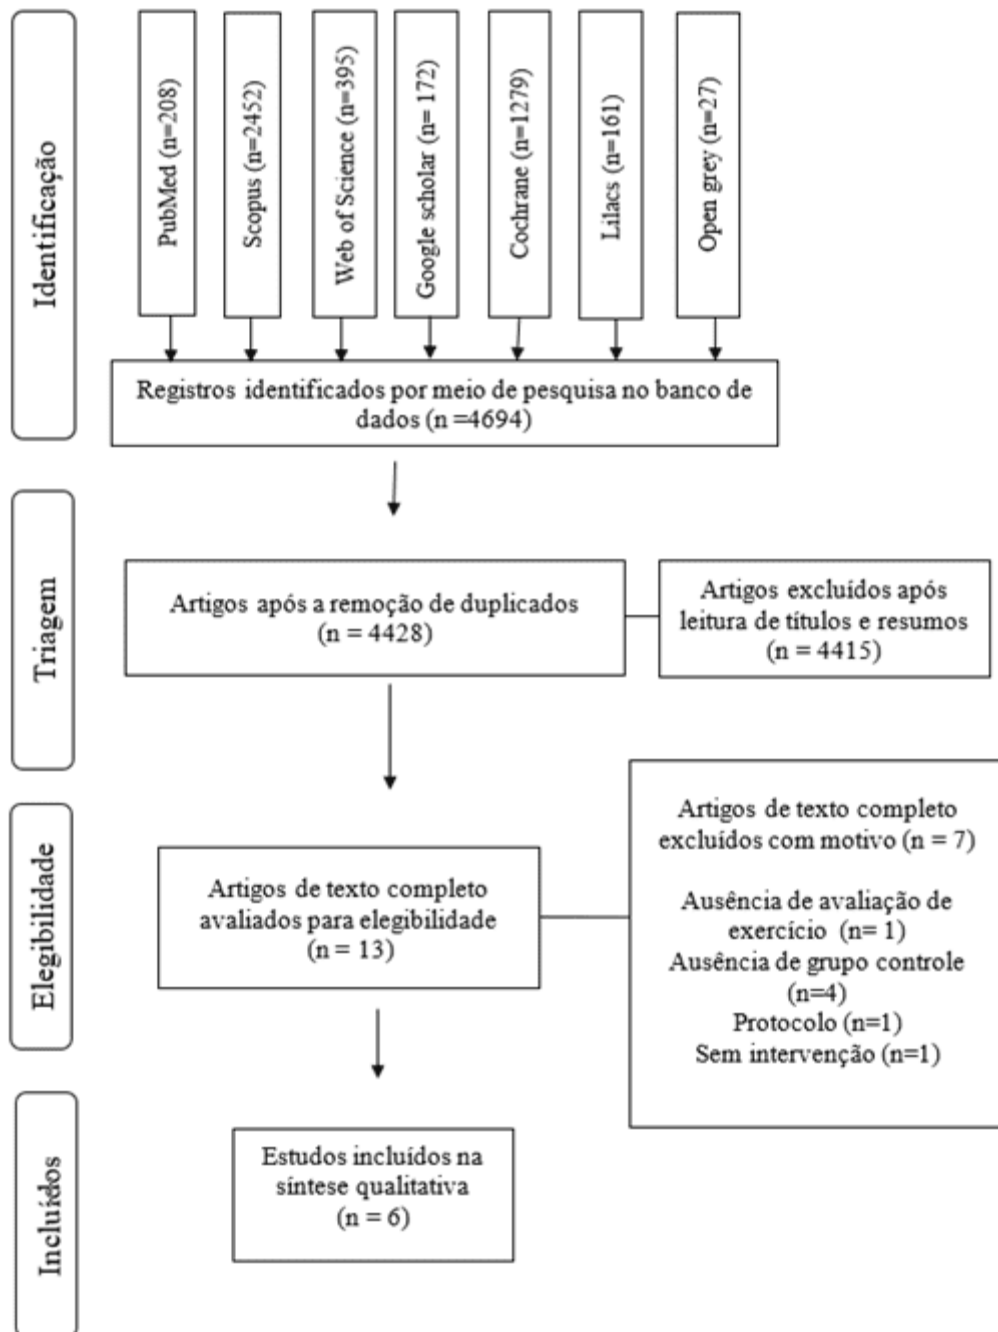 Identificação
PubMed (n=208)
Scopus (n=2452)
Web of Science (n=395)
Google scholar (n= 172)
Cochrane (n=1279)
Lilacs (n=161)
Open grey (n=27)
Registros identificados por meio de pesquisa no banco de
dados (n =4694)
Triagem
Artigos após a remoção de duplicados
(n = 4428)
Artigos excluídos após
leitura de títulos e resumos
(n = 4415)
Elegibilidade
Artigos de texto completo
avaliados para elegibilidade
(n = 13)
Artigos de texto completo
excluídos com motivo (n = 7)
Ausência de avaliação de
exercício (n= 1)
Ausência de grupo controle
(n=4)
Protocolo (n=1)
Sem intervenção (n=1)
Incluídos
Estudos incluídos na
síntese qualitativa
(n = 6)